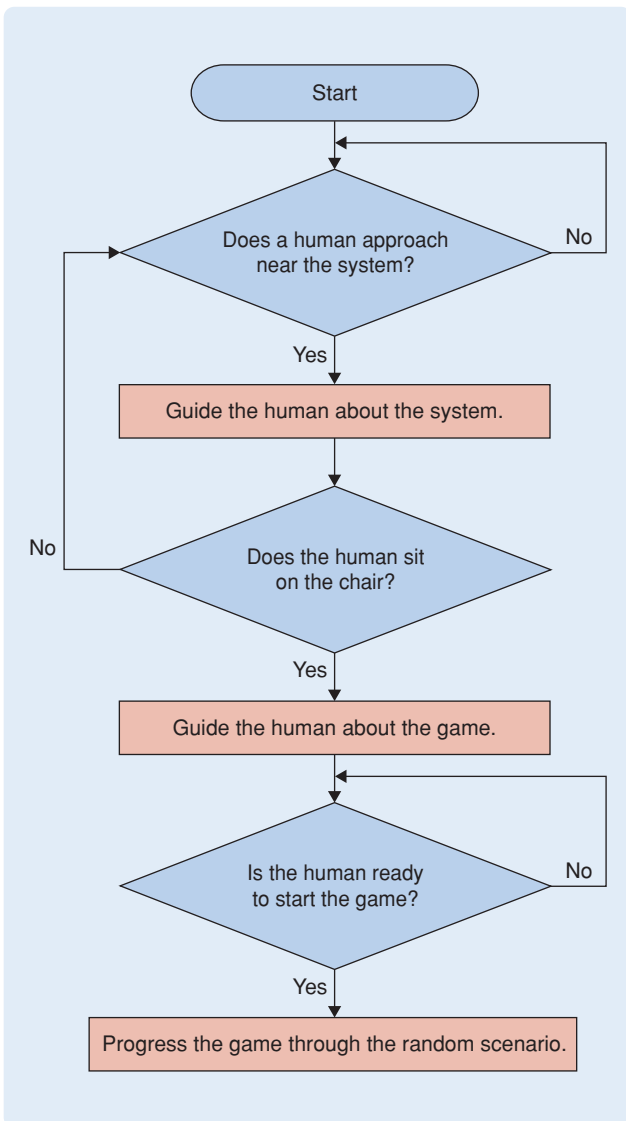 Start
Does a human approach
near the system?
No
Yes
Guide the human about the system.
Does the human sit
on the chair?
No
Yes
Guide the human about the game.
Is the human ready
to start the game?
No
Yes
Progress the game through the random scenario.